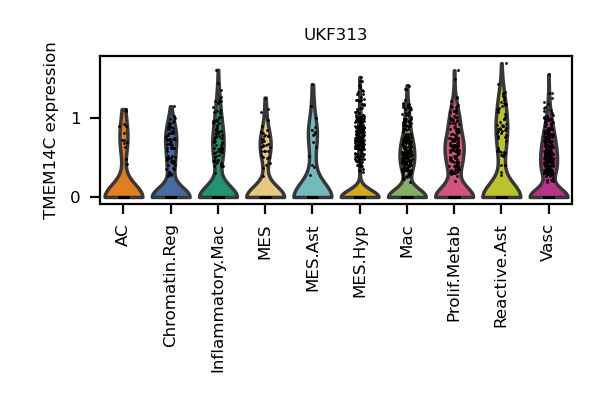 UKF313
TMEM14C expression
1
0
AC
Chromatin.Reg
Inflammatory.Mac
MES
MES.Ast
MES.Hyp
Mac
Prolif.Metab
Reactive.Ast
Vasc